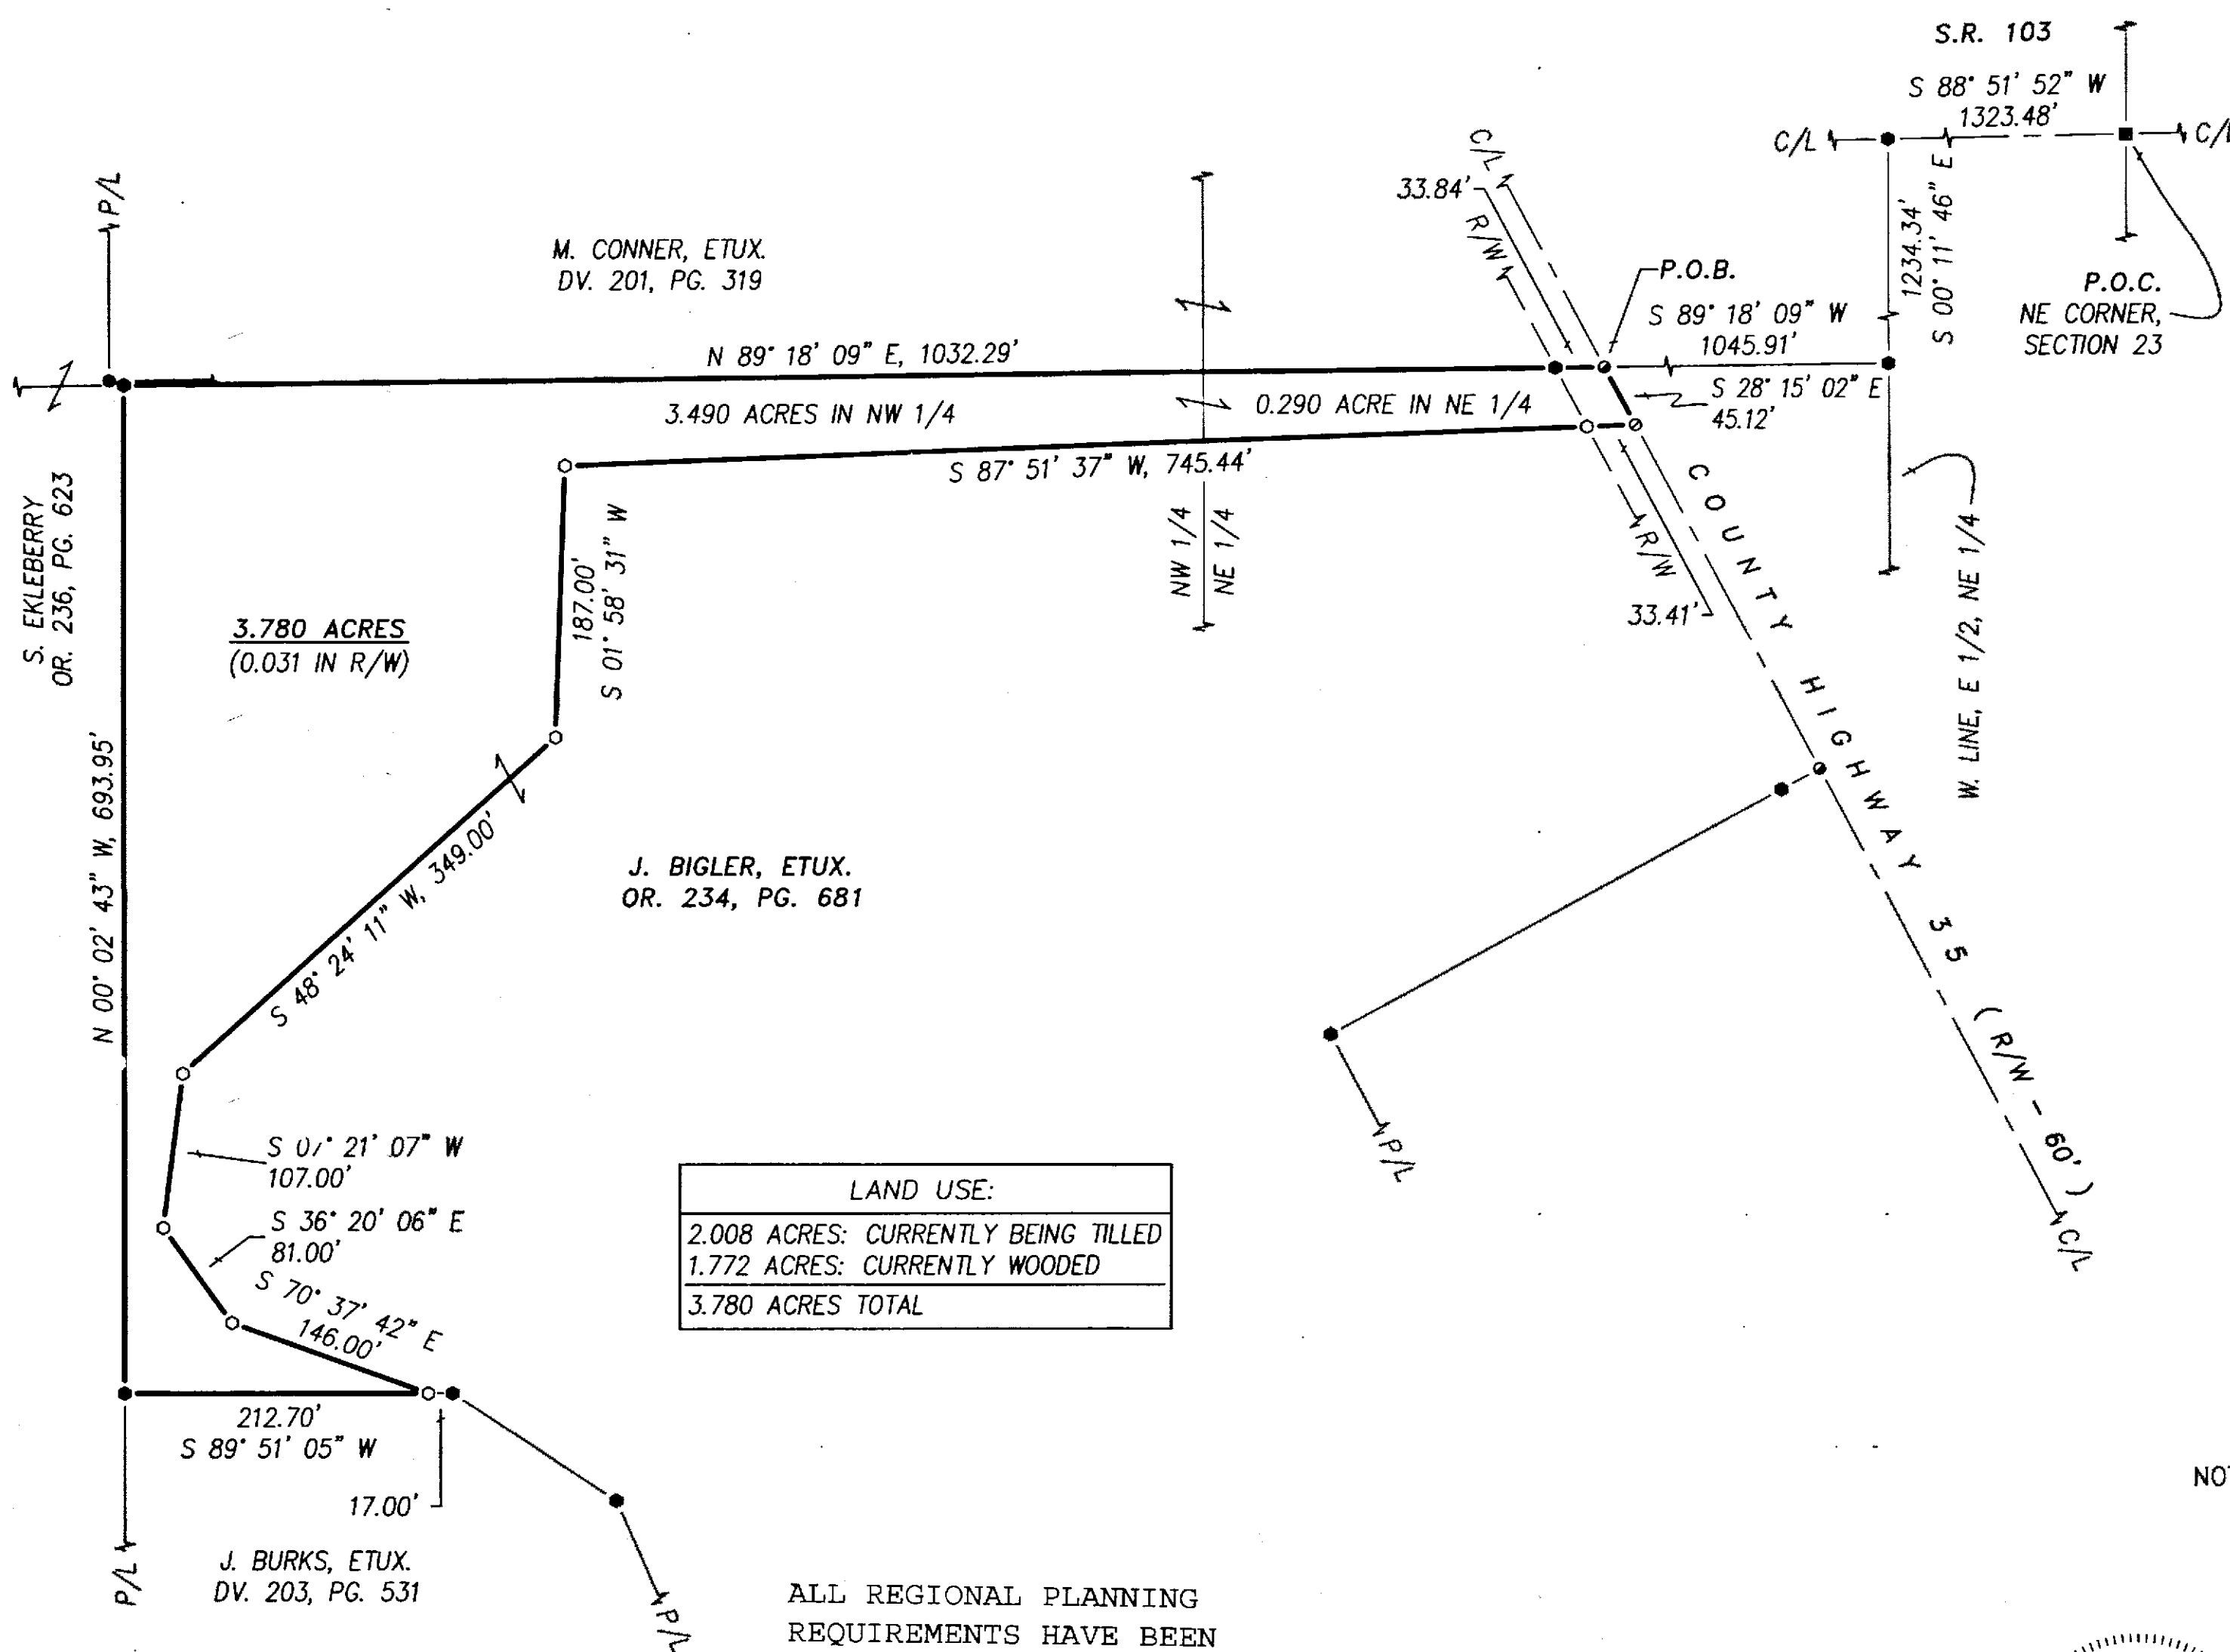 S.R. 103
S 88° 51' 52" W
1323.48'
C/L
C/L
1234.34'
S 00° 11' 46" E
P.O.C.
NE CORNER,
SECTION 23
C/L
33.84'
R/W
P.O.B.
S 89° 18' 09" W
1045.91'
P/L
M. CONNER, ETUX.
DV. 201, PG. 319
N 89° 18' 09" E, 1032.29'
3.490 ACRES IN NW 1/4
0.290 ACRE IN NE 1/4
S 28° 15' 02" E
45.12'
S 87° 51' 37" W, 745.44'
NW 1/4
NE 1/4
R/W
33.41'
COUNTY HIGHWAY 35 (R/W - 60')
C/L
W. LINE, E 1/2, NE 1/4
S. EKLEBERRY
OR. 236, PG. 623
187.00'
S 01° 58' 31" W
3.780 ACRES
(0.031 IN R/W)
N 00° 02' 43" W, 693.95'
S 48° 24' 11" W, 349.00'
J. BIGLER, ETUX.
OR. 234, PG. 681
P/L
S 07° 21' 07" W
107.00'
S 36° 20' 06" E
81.00'
S 70° 37' 42" E
146.00'
LAND USE:
2.008 ACRES: CURRENTLY BEING TILLED
1.772 ACRES: CURRENTLY WOODED
3.780 ACRES TOTAL
212.70'
S 89° 51' 05" W
17.00'
P/L
J. BURKS, ETUX.
DV. 203, PG. 531
P/L
ALL REGIONAL PLANNING
REQUIREMENTS HAVE BEEN